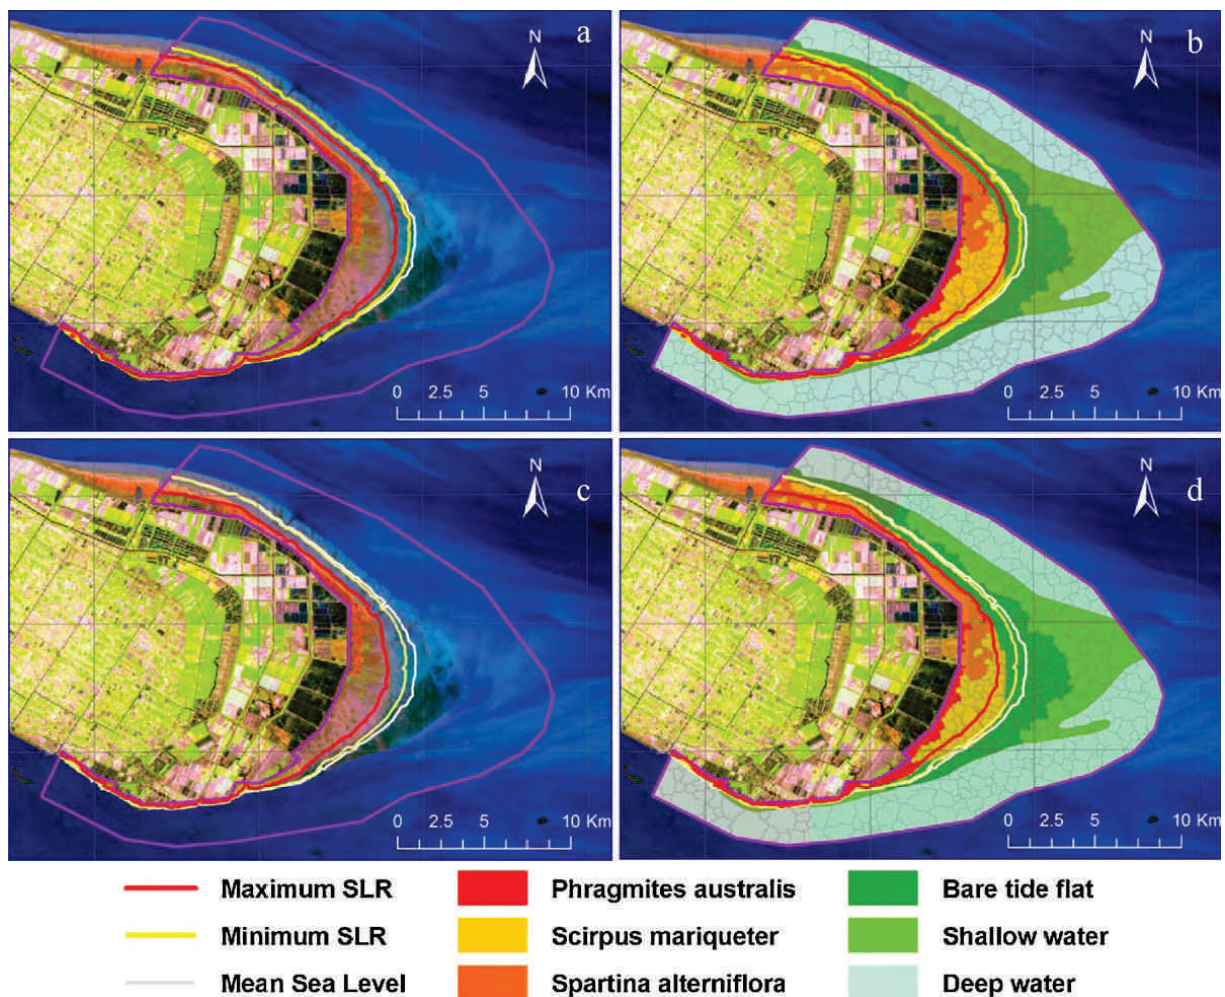 a
N
0 2.5 5 10 Km
b
N
0 2.5 5 10 Km
c
N
0 2.5 5 10 Km
d
N
0 2.5 5 10 Km
Maximum SLR
Phragmites australis
Bare tide flat
Minimum SLR
Scirpus mariqueter
Shallow water
Mean Sea Level
Spartina alterniflora
Deep water